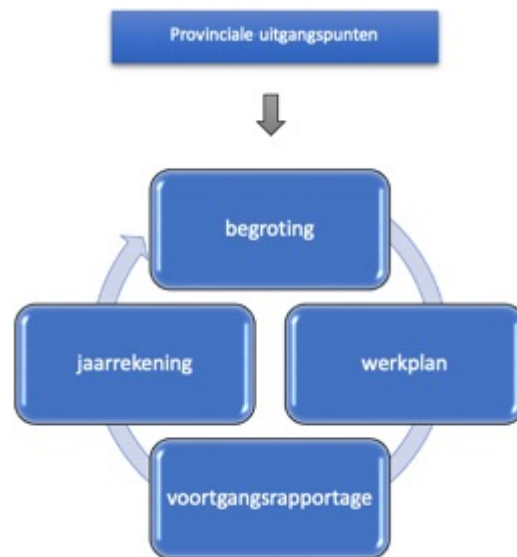 Provinciale uitgangspunten
begroting
jaarrekening
werkplan
voortgangsrapportage